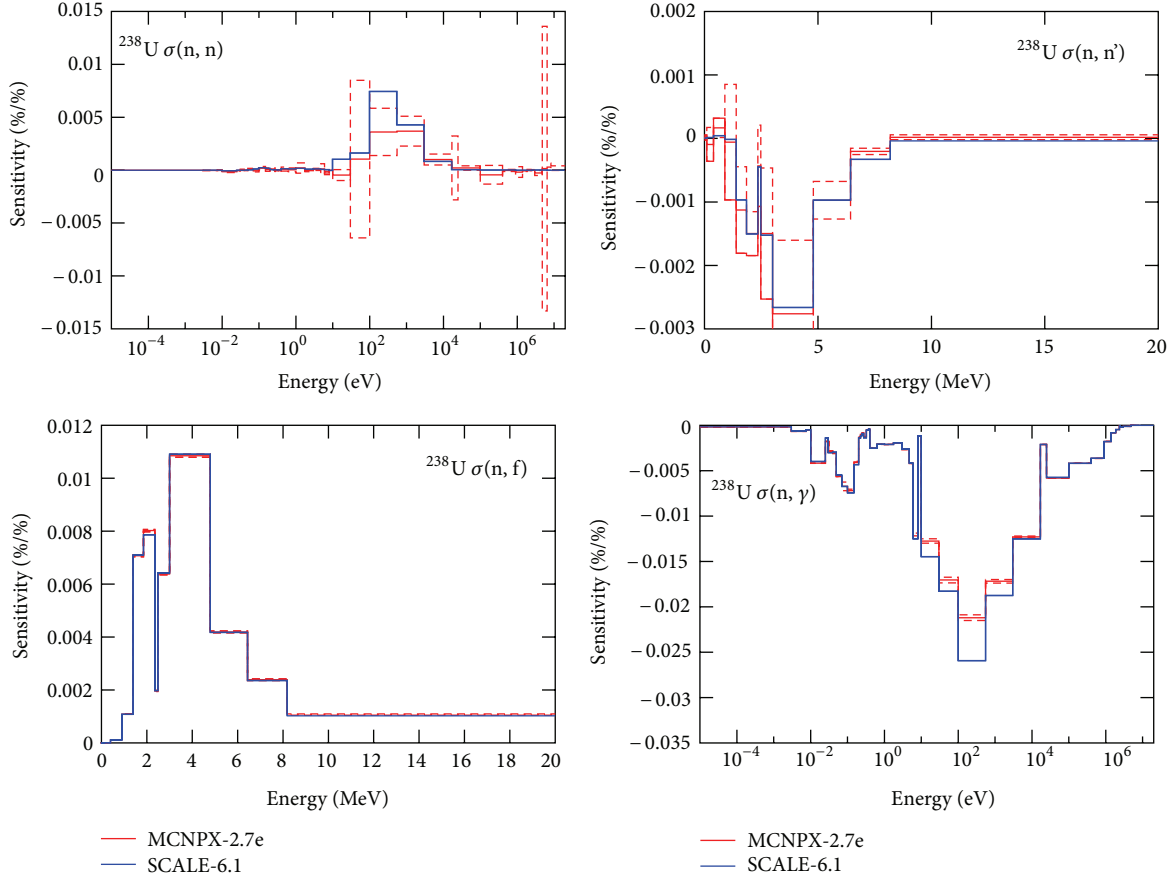 0.015
0.01
0.005
0
−0.005
−0.01
−0.015
Sensitivity (%/%)
²³⁸U σ(n, n)
10⁻⁴ 10⁻² 10⁰ 10² 10⁴ 10⁶
Energy (eV)
0.002
0.001
0
−0.001
−0.002
−0.003
Sensitivity (%/%)
²³⁸U σ(n, n’)
0 5 10 15 20
Energy (MeV)
0.012
0.01
0.008
0.006
0.004
0.002
0
Sensitivity (%/%)
²³⁸U σ(n, f)
0 2 4 6 8 10 12 14 16 18 20
Energy (MeV)
0
−0.005
−0.01
−0.015
−0.02
−0.025
−0.03
−0.035
Sensitivity (%/%)
²³⁸U σ(n, γ)
10⁻⁴ 10⁻² 10⁰ 10² 10⁴ 10⁶
Energy (eV)
MCNPX-2.7e
SCALE-6.1
MCNPX-2.7e
SCALE-6.1